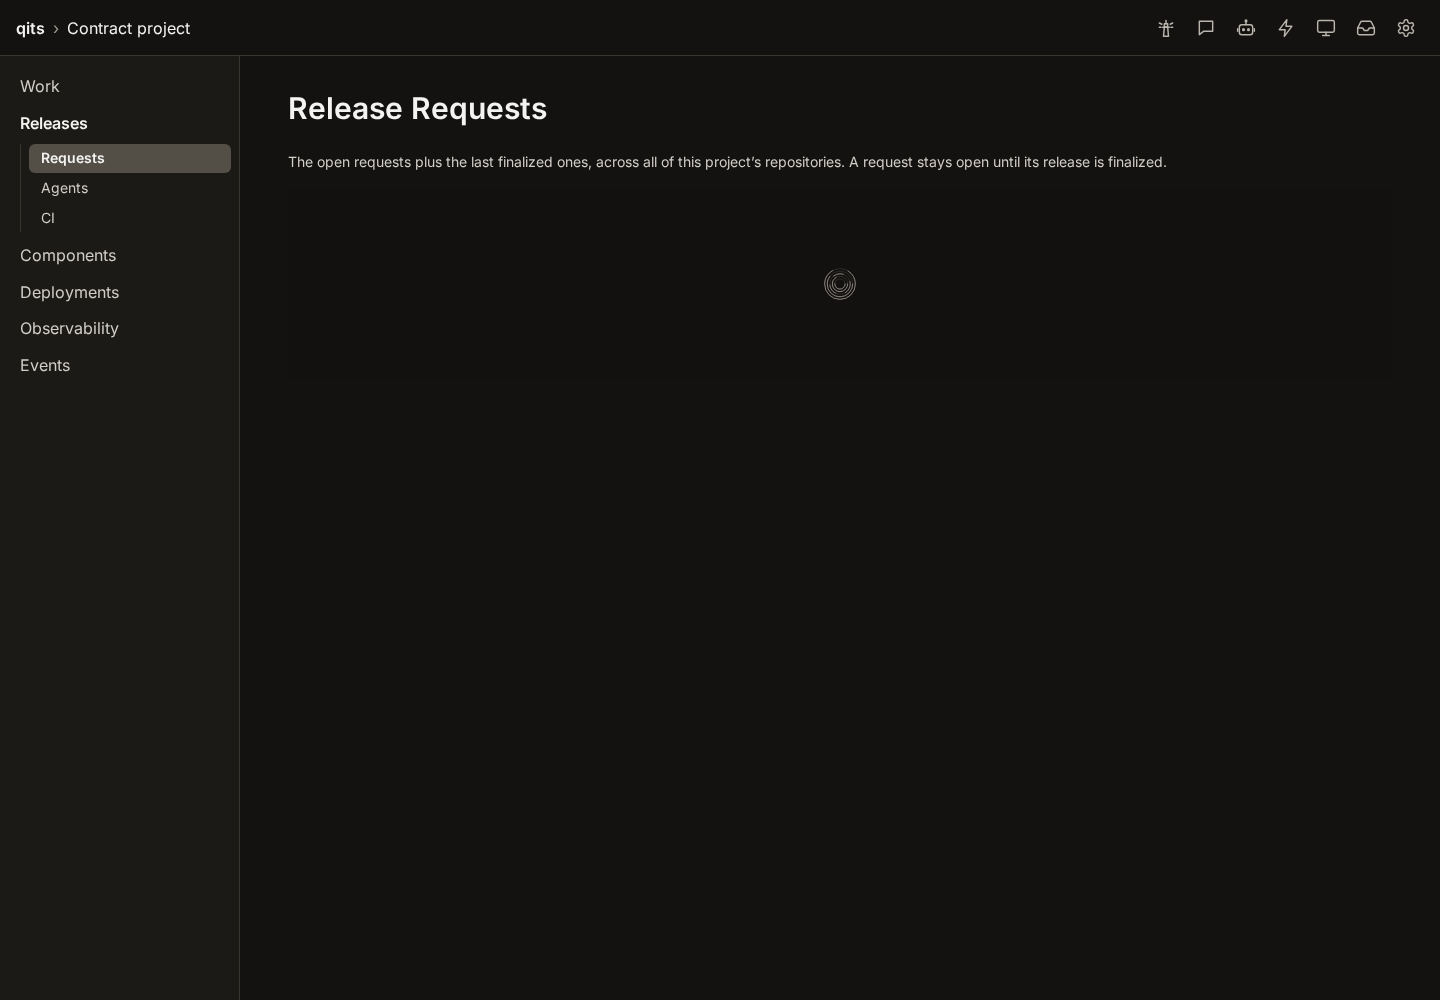 qits › Contract project
Work
Releases
Requests
Agents
CI
Components
Deployments
Observability
Events
Release Requests
The open requests plus the last finalized ones, across all of this project’s repositories. A request stays open until its release is finalized.